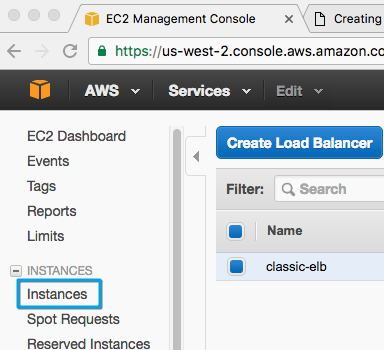 EC2 Management Console
Creating
https://us-west-2.console.aws.amazon.co
AWS Services Edit
EC2 Dashboard
Events
Tags
Reports
Limits
INSTANCES
Instances
Spot Requests
Reserved Instances
Create Load Balancer
Filter: Search
Name
classic-elb